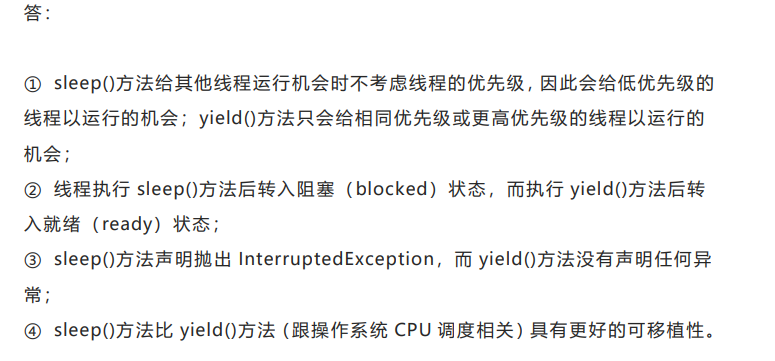 答：
① sleep()方法给其他线程运行机会时不考虑线程的优先级，因此会给低优先级的
线程以运行的机会；yield()方法只会给相同优先级或更高优先级的线程以运行的
机会；
② 线程执行 sleep()方法后转入阻塞（blocked）状态，而执行 yield()方法后转
入就绪（ready）状态；
③ sleep()方法声明抛出 InterruptedException，而 yield()方法没有声明任何异
常；
④ sleep()方法比 yield()方法（跟操作系统 CPU 调度相关）具有更好的可移植性。